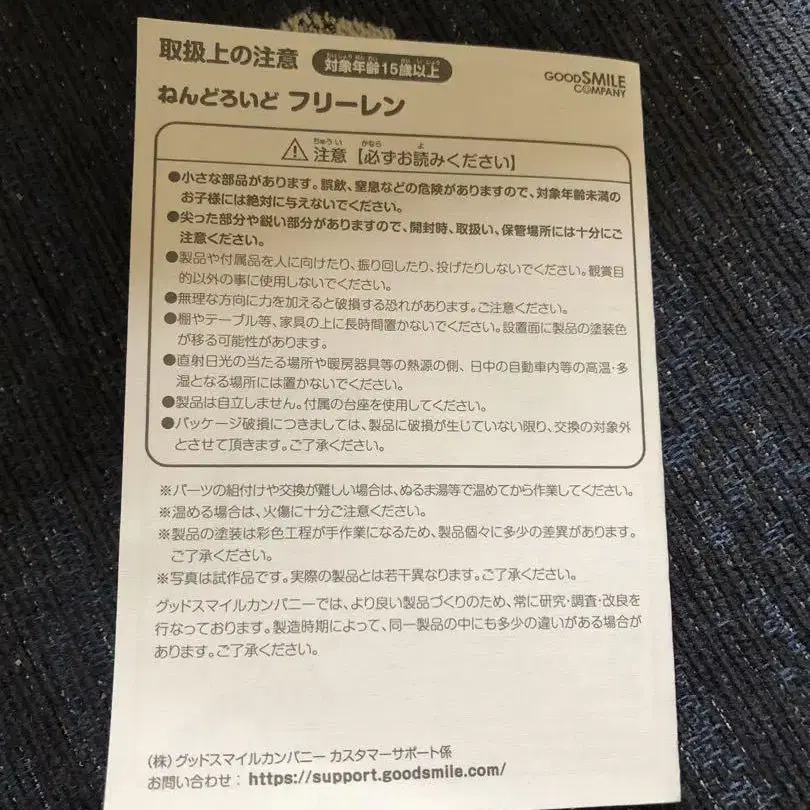 取扱上の注意 対象年齢15歳以上
GOODSMILE
COMPANY
ねんどろいど フリーレン
⚠注意【必ずお読みください】
●小さな部品があります。誤飲、窒息などの危険がありますので、対象年齢未満の
お子様には絶対に与えないでください。
●尖った部分や鋭い部分がありますので、開封時、取扱い、保管場所には十分にご
注意ください。
●製品や付属品を人に向けたり、振り回したり、投げたりしないでください。観賞目
的以外の事に使用しないでください。
●無理な方向に力を加えると破損する恐れがあります。ご注意ください。
●棚やテーブル等、家具の上に長時間置かないでください。設置面に製品の塗装色
が移る可能性があります。
●直射日光の当たる場所や暖房器具等の熱源の側、日中の自動車内等の高温・多
湿となる場所には置かないでください。
●製品は自立しません。付属の台座を使用してください。
●パッケージ破損につきましては、製品に破損が生じていない限り、交換の対象外
とさせて頂きます。ご了承ください。
※パーツの組付けや交換が難しい場合は、ぬるま湯等で温めてから作業してください。
※温める場合は、火傷に十分ご注意ください。
※製品の塗装は彩色工程が手作業になるため、製品個々に多少の差異があります。
ご了承ください。
※写真は試作品です。実際の製品とは若干異なります。ご了承ください。
グッドスマイルカンパニーでは、より良い製品づくりのため、常に研究・調査・改良を
行なっております。製造時期によって、同一製品の中にも多少の違いがある場合が
あります。ご了承ください。
(株)グッドスマイルカンパニー カスタマーサポート係
お問い合わせ：https://support.goodsmile.com/